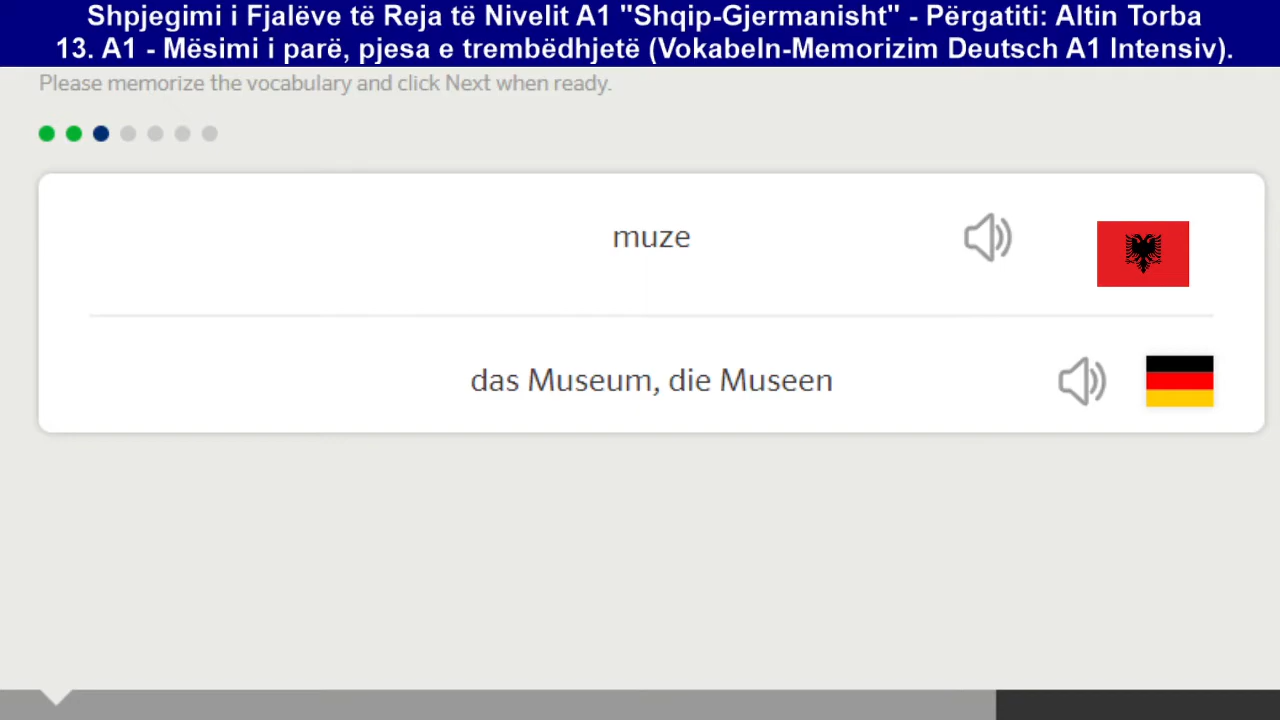 Shpjegimi i Fjalëve të Reja të Nivelit A1 "Shqip-Gjermanisht" - Përgatiti: Altin Torba
13. A1 - Mësimi i parë, pjesa e trembëdhjetë (Vokabeln-Memorizim Deutsch A1 Intensiv).
Please memorize the vocabulary and click Next when ready.
muze
das Museum, die Museen